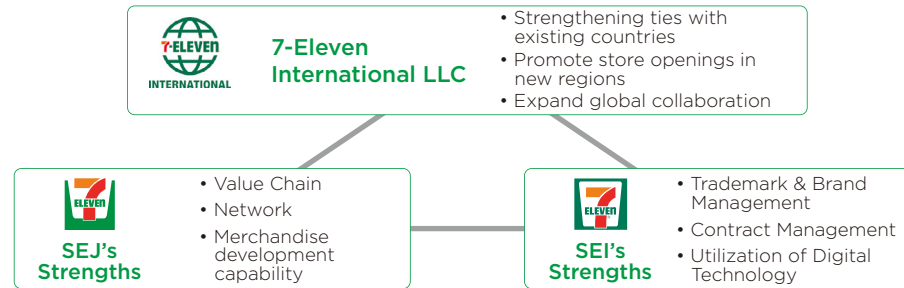 7-ELEVEN
INTERNATIONAL
7-Eleven
International LLC
• Strengthening ties with
existing countries
• Promote store openings in
new regions
• Expand global collaboration
ELEVEN
SEJ's
Strengths
• Value Chain
• Network
• Merchandise
development
capability
ELEVEN
SEI's
Strengths
• Trademark & Brand
Management
• Contract Management
• Utilization of Digital
Technology